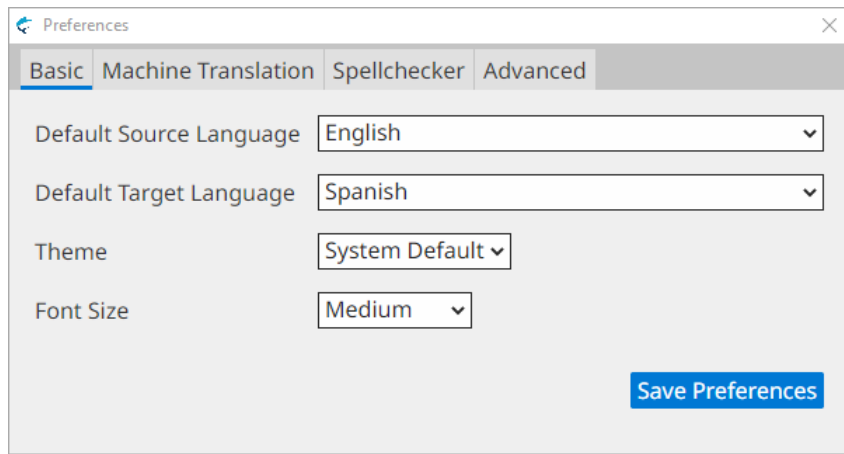 Preferences
Basic Machine Translation Spellchecker Advanced
Default Source Language English
Default Target Language Spanish
Theme System Default
Font Size Medium
Save Preferences